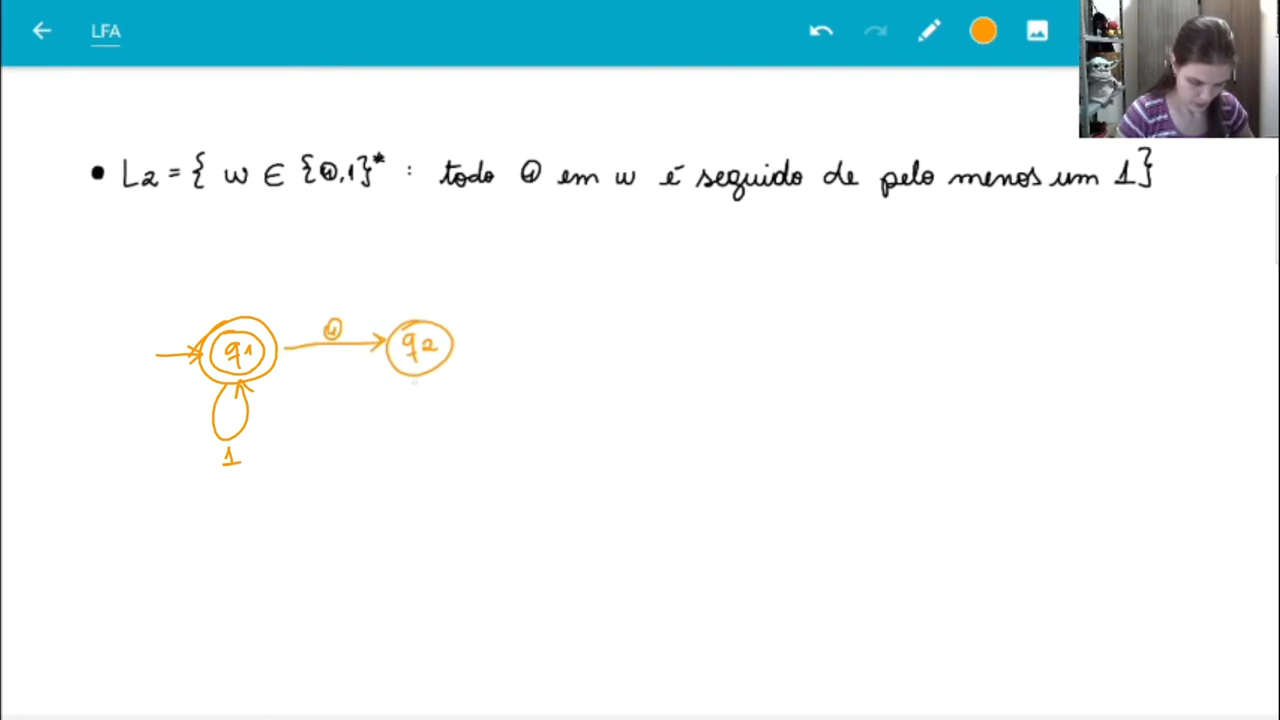 LFA
• L2 = { w ∈ {0,1}* : todo 0 em w é seguido de pelo menos um 1}
0
q1 q2
1